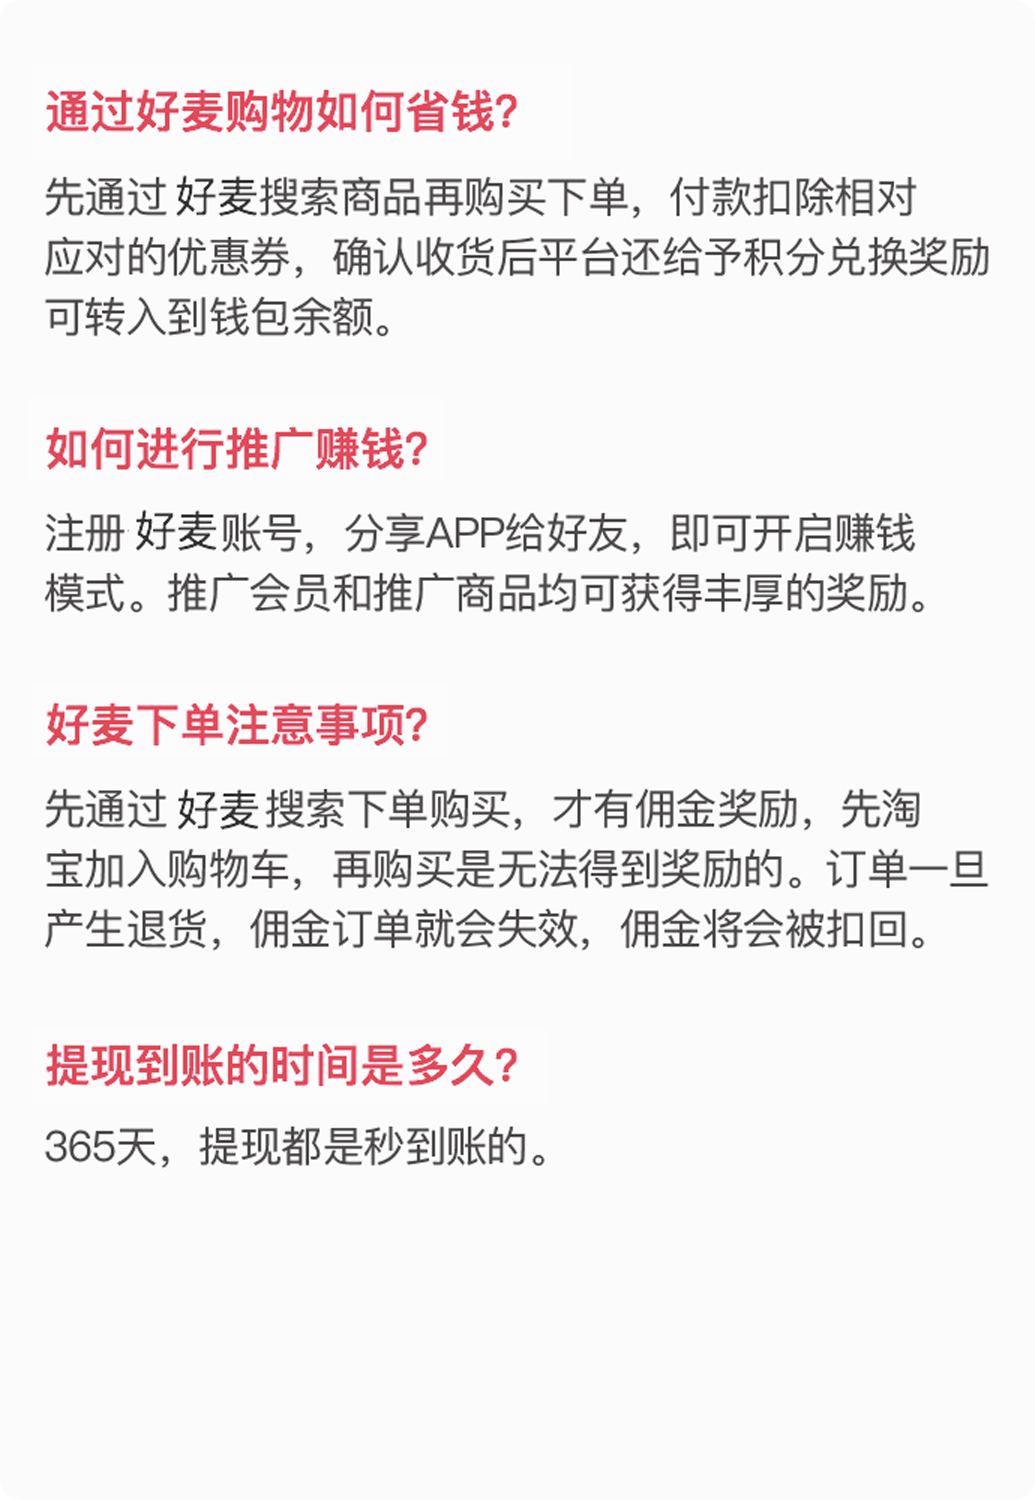 通过好麦购物如何省钱?
先通过 好麦搜索商品再购买下单，付款扣除相对
应对的优惠券，确认收货后平台还给予积分兑换奖励
可转入到钱包余额。
如何进行推广赚钱?
注册 好麦账号，分享APP给好友，即可开启赚钱
模式。推广会员和推广商品均可获得丰厚的奖励。
好麦下单注意事项?
先通过 好麦 搜索下单购买，才有佣金奖励，先淘
宝加入购物车，再购买是无法得到奖励的。订单一旦
产生退货，佣金订单就会失效，佣金将会被扣回。
提现到账的时间是多久?
365天，提现都是秒到账的。